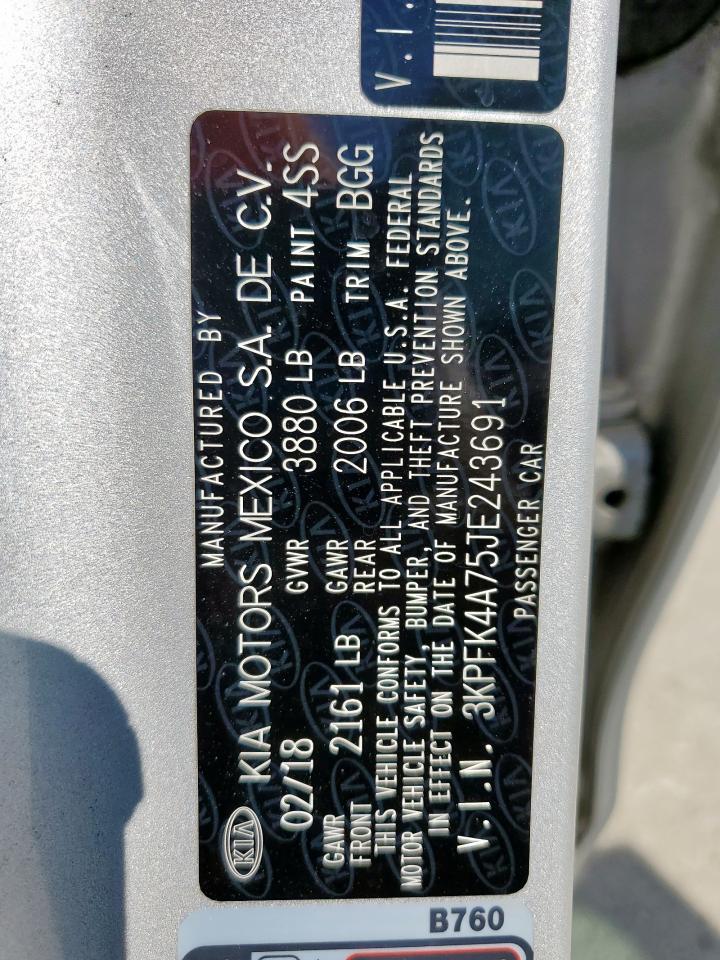 V.I.
MANUFACTURED BY
KIA KIA MOTORS MEXICO S.A. DE C.V.
02/18 GVWR 3880 LB PAINT 4SS
GAWR FRONT 2161 LB GAWR REAR 2006 LB TRIM BGG
THIS VEHICLE CONFORMS TO ALL APPLICABLE U.S.A. FEDERAL
MOTOR VEHICLE SAFETY, BUMPER, AND THEFT PREVENTION STANDARDS
IN EFFECT ON THE DATE OF MANUFACTURE SHOWN ABOVE.
V.I.N. 3KPFK4A75JE243691
PASSENGER CAR
B760